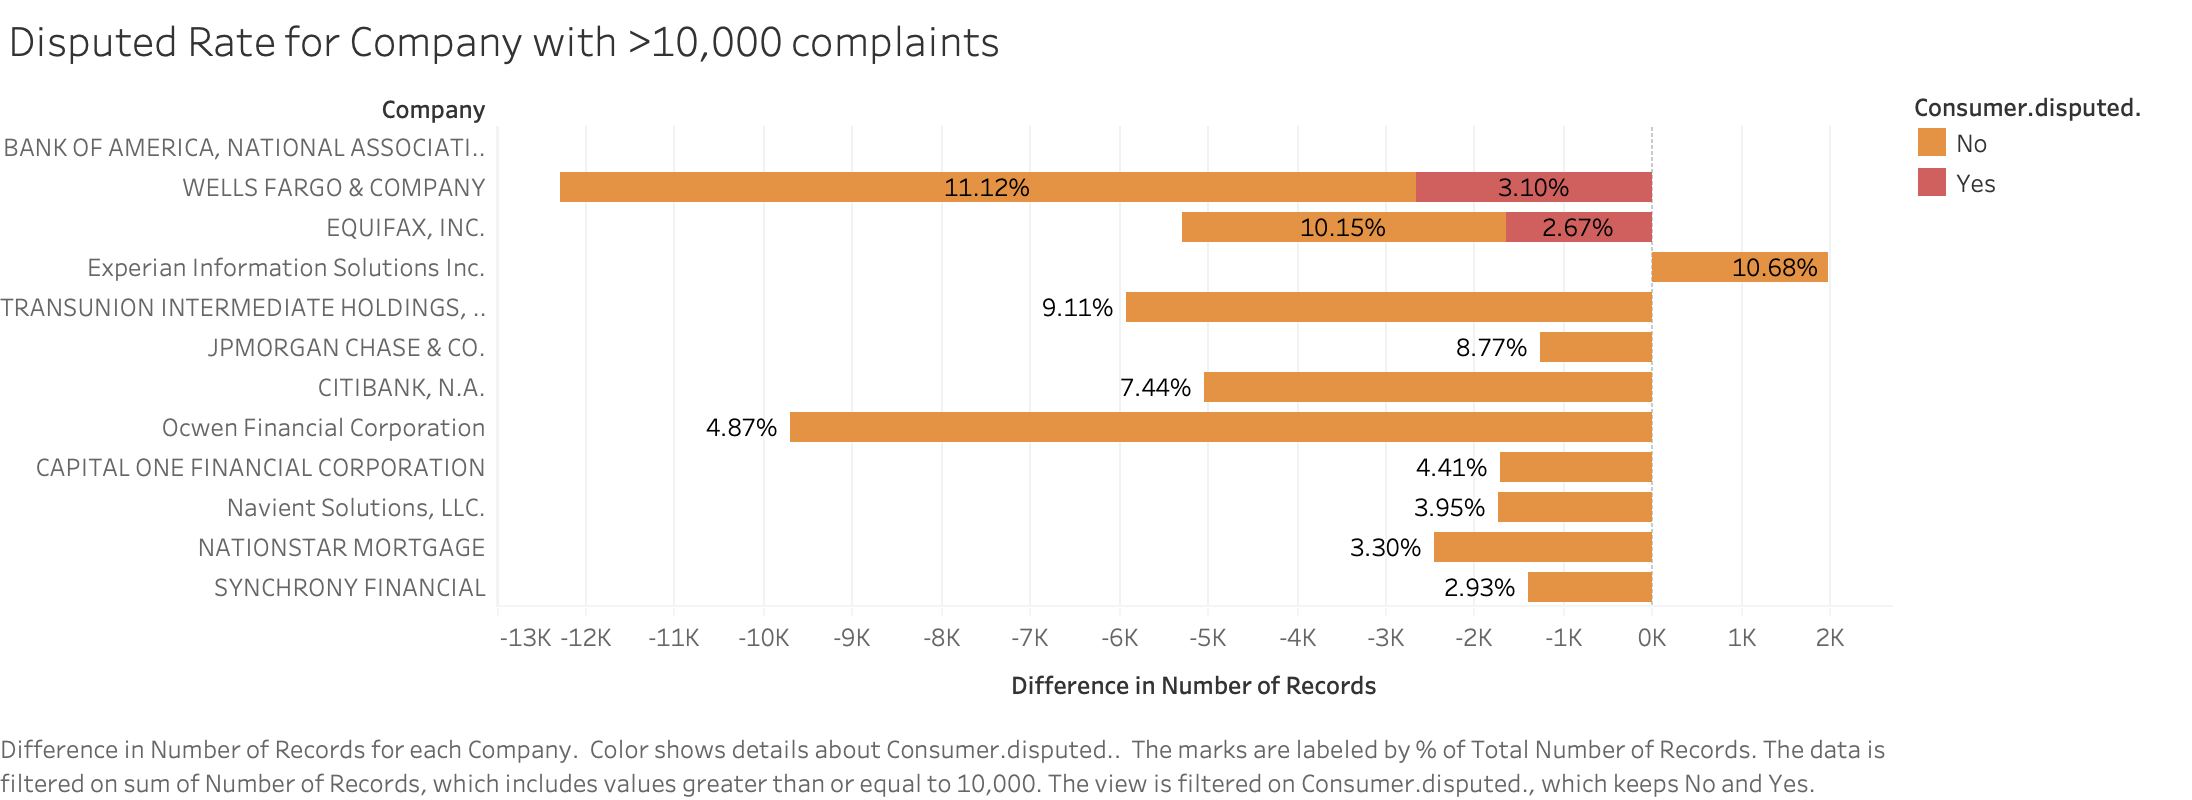 Disputed Rate for Company with >10,000 complaints
Company
Consumer.disputed.
No
Yes
BANK OF AMERICA, NATIONAL ASSOCIATI..
WELLS FARGO & COMPANY 11.12% 3.10%
EQUIFAX, INC. 10.15% 2.67%
Experian Information Solutions Inc. 10.68%
TRANSUNION INTERMEDIATE HOLDINGS, .. 9.11%
JPMORGAN CHASE & CO. 8.77%
CITIBANK, N.A. 7.44%
Ocwen Financial Corporation 4.87%
CAPITAL ONE FINANCIAL CORPORATION 4.41%
Navient Solutions, LLC. 3.95%
NATIONSTAR MORTGAGE 3.30%
SYNCHRONY FINANCIAL 2.93%
-13K -12K -11K -10K -9K -8K -7K -6K -5K -4K -3K -2K -1K 0K 1K 2K
Difference in Number of Records
Difference in Number of Records for each Company.  Color shows details about Consumer.disputed..  The marks are labeled by % of Total Number of Records. The data is
filtered on sum of Number of Records, which includes values greater than or equal to 10,000. The view is filtered on Consumer.disputed., which keeps No and Yes.